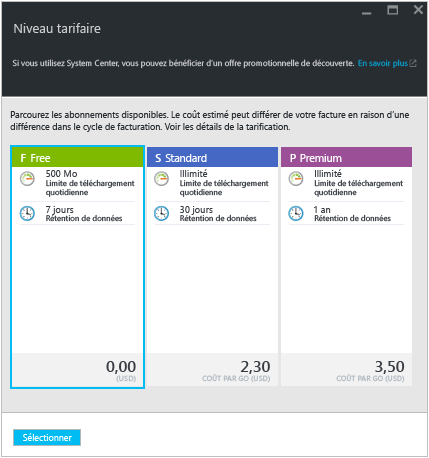 Niveau tarifaire
Si vous utilisez System Center, vous pouvez bénéficier d'un offre promotionnelle de découverte. En savoir plus
Parcourez les abonnements disponibles. Le coût estimé peut différer de votre facture en raison d'une
différence dans le cycle de facturation. Voir les détails de la tarification.
F Free
500 Mo
Limite de téléchargement
quotidienne
7 jours
Rétention de données
0,00
(USD)
S Standard
Illimité
Limite de téléchargement
quotidienne
30 jours
Rétention de données
2,30
COÛT PAR GO (USD)
P Premium
Illimité
Limite de téléchargement
quotidienne
1 an
Rétention de données
3,50
COÛT PAR GO (USD)
Sélectionner